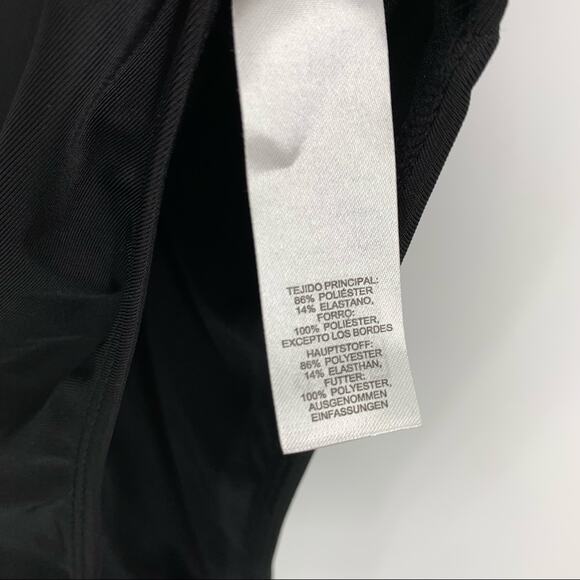 TEJIDO PRINCIPAL:
86% POLIÉSTER
14% ELASTANO,
FORRO:
100% POLIÉSTER,
EXCEPTO LOS BORDES
HAUPTSTOFF:
86% POLYESTER
14% ELASTHAN,
FUTTER:
100% POLYESTER,
AUSGENOMMEN
EINFASSUNGEN